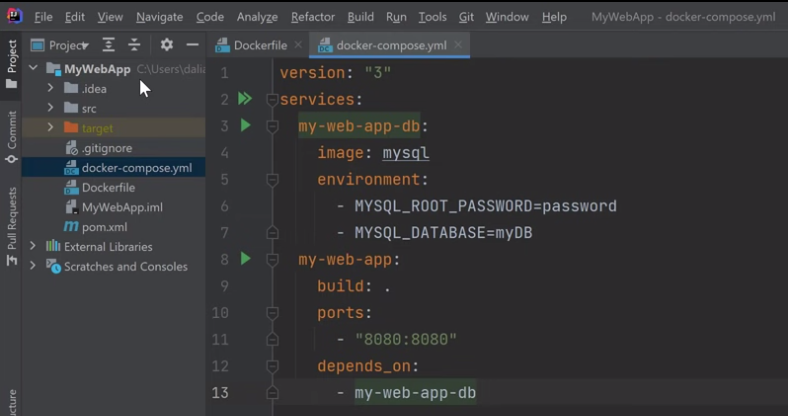 File Edit View Navigate Code Analyze Refactor Build Run Tools Git Window Help MyWebApp - docker-compose.yml
Project
Dockerfile
docker-compose.yml
Project
Commit
Pull Requests
MyWebApp C:\Users\dalia
.idea
src
target
.gitignore
docker-compose.yml
Dockerfile
MyWebApp.iml
pom.xml
External Libraries
Scratches and Consoles
1 version: "3"
2 services:
3 my-web-app-db:
4 image: mysql
5 environment:
6 - MYSQL_ROOT_PASSWORD=password
7 - MYSQL_DATABASE=myDB
8 my-web-app:
9 build: .
10 ports:
11 - "8080:8080"
12 depends_on:
13 - my-web-app-db